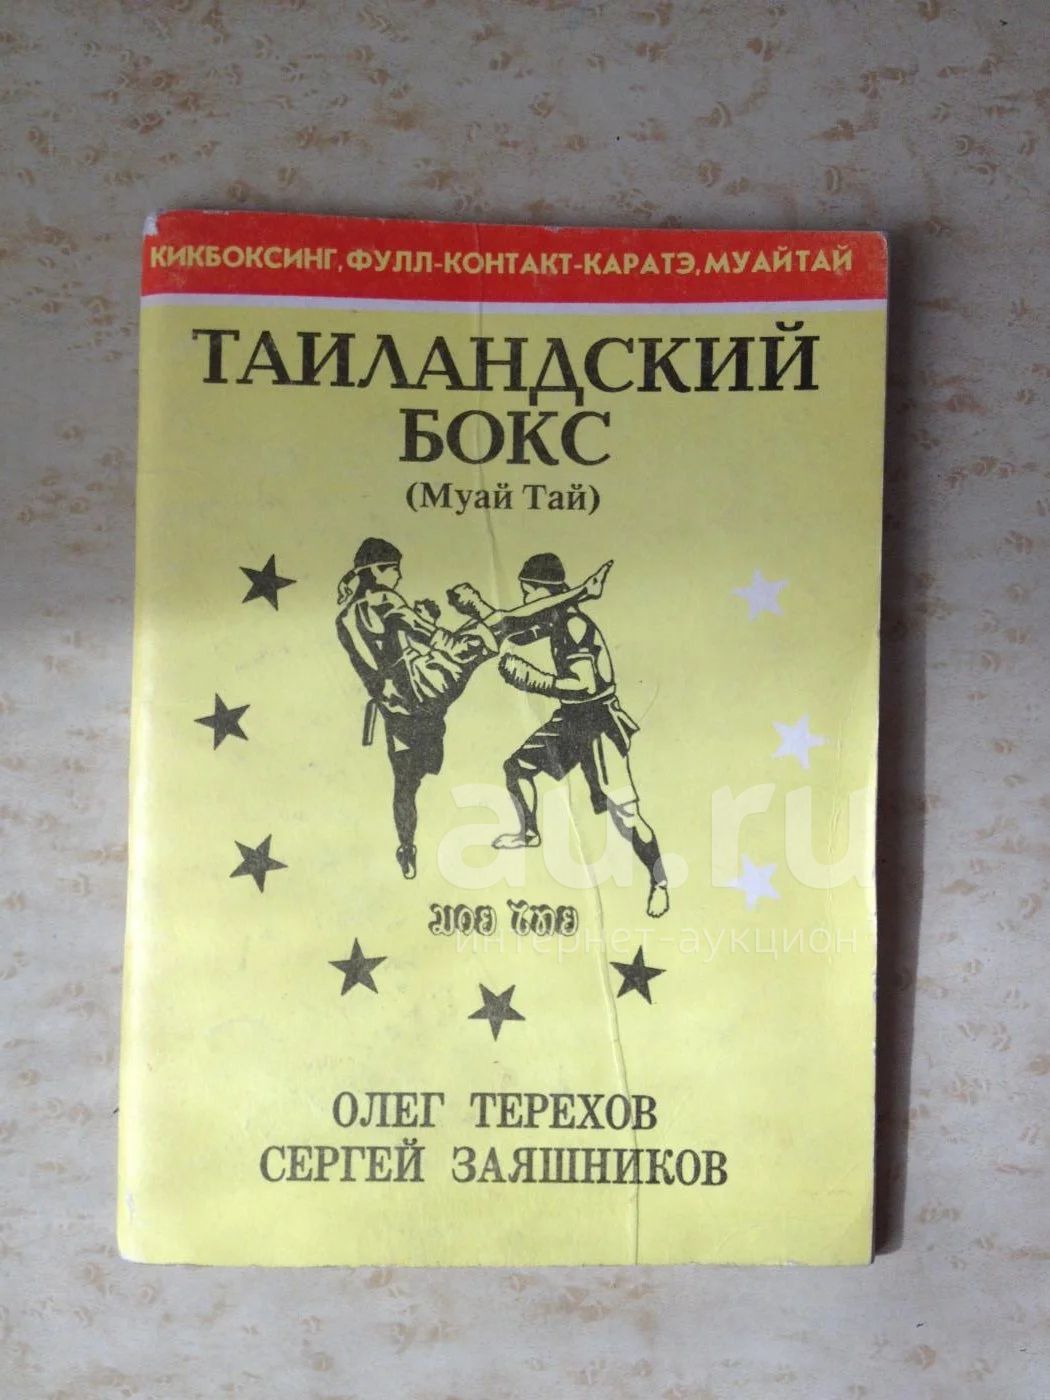 КИКБОКСИНГ, ФУЛЛ-КОНТАКТ-КАРАТЭ, МУАЙТАЙ
ТАИЛАНДСКИЙ
БОКС
(Муай Тай)
au.ru
интернет-аукцион
ОЛЕГ ТЕРЕХОВ
СЕРГЕЙ ЗАЯШНИКОВ